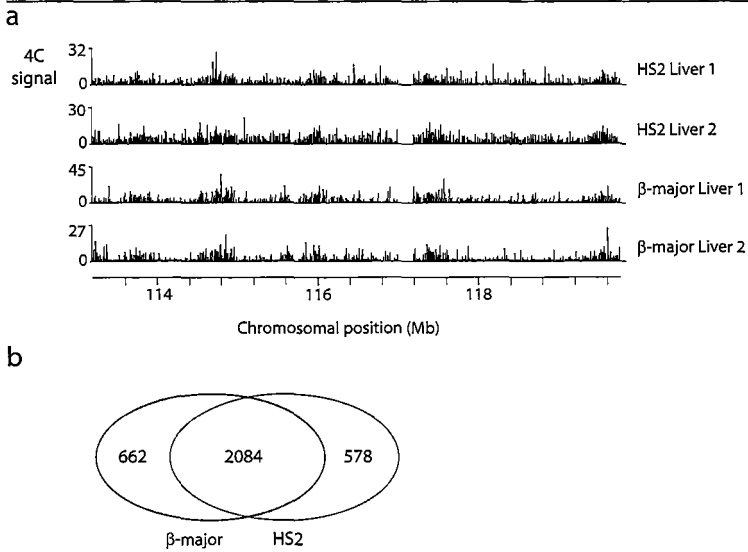 a
4C signal
32
0
HS2 Liver 1
30
0
HS2 Liver 2
45
0
β-major Liver 1
27
0
β-major Liver 2
114 116 118
Chromosomal position (Mb)
b
662 2084 578
β-major HS2